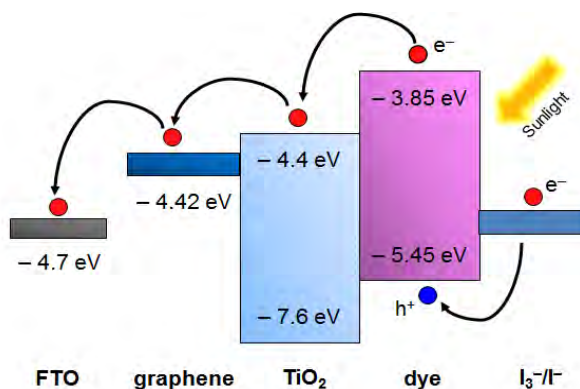 e⁻
– 3.85 eV
Sunlight
– 4.4 eV
– 4.42 eV
e⁻
– 4.7 eV
– 5.45 eV
– 7.6 eV
h⁺
FTO graphene TiO₂ dye I₃⁻/I⁻